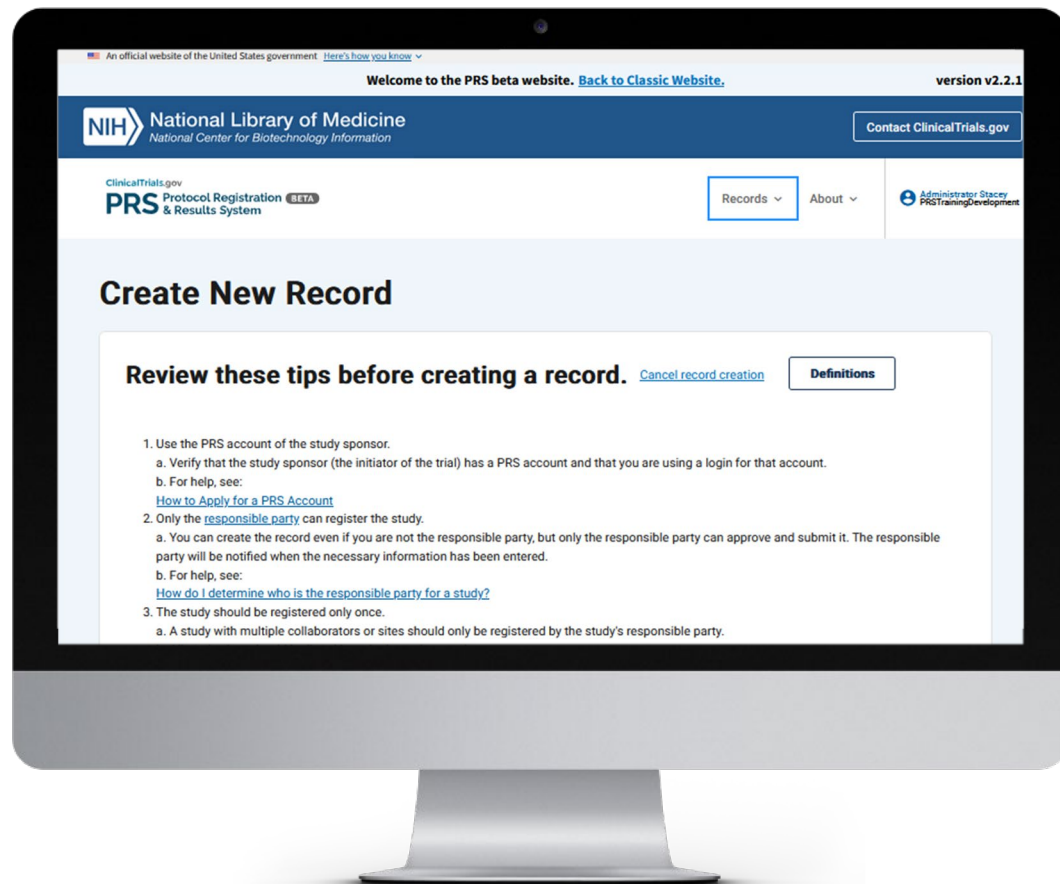 An official website of the United States government Here's how you know
Welcome to the PRS beta website. Back to Classic Website. version v2.2.1
NIH National Library of Medicine
National Center for Biotechnology Information
Contact ClinicalTrials.gov
ClinicalTrials.gov
PRS Protocol Registration BETA
& Results System
Records About
Administrator Stacey
PRSTrainingDevelopment
Create New Record
Review these tips before creating a record. Cancel record creation Definitions
1. Use the PRS account of the study sponsor.
a. Verify that the study sponsor (the initiator of the trial) has a PRS account and that you are using a login for that account.
b. For help, see:
How to Apply for a PRS Account
2. Only the responsible party can register the study.
a. You can create the record even if you are not the responsible party, but only the responsible party can approve and submit it. The responsible
party will be notified when the necessary information has been entered.
b. For help, see:
How do I determine who is the responsible party for a study?
3. The study should be registered only once.
a. A study with multiple collaborators or sites should only be registered by the study's responsible party.